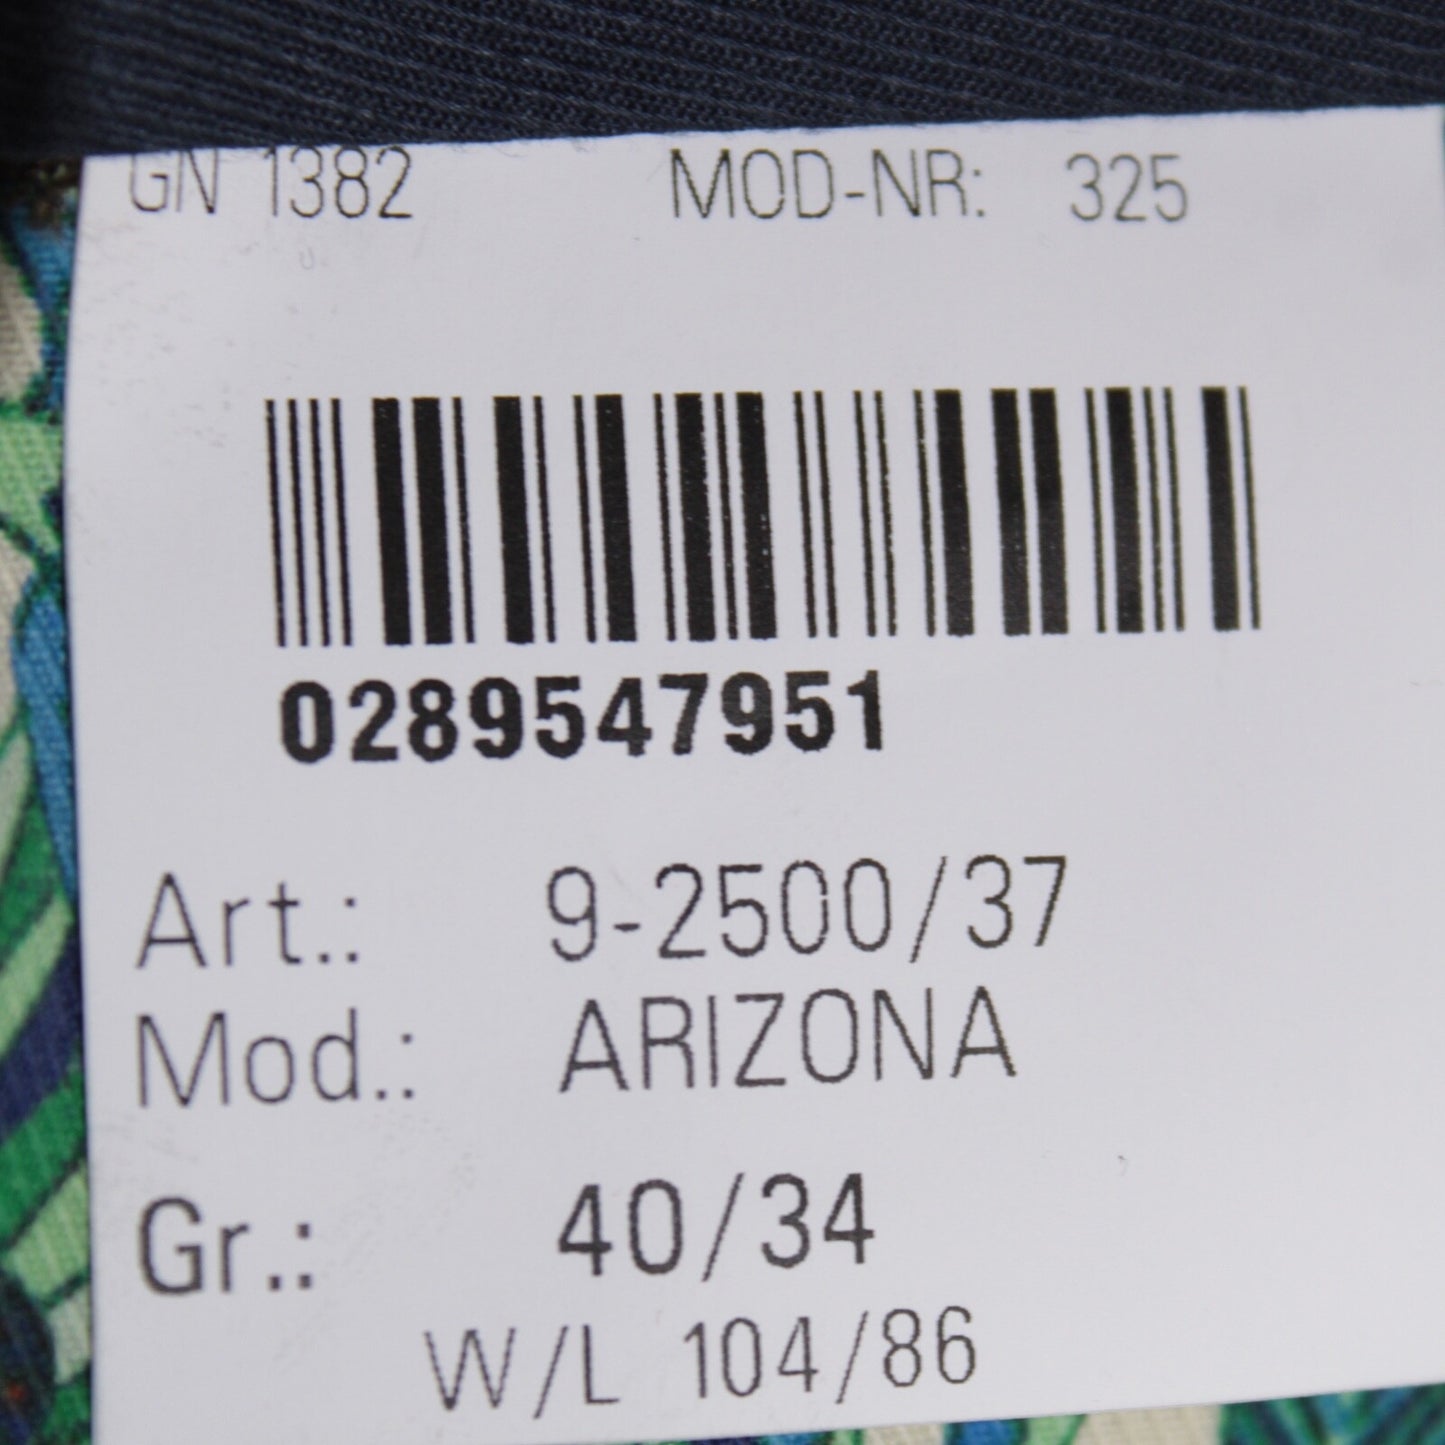 GN 1382 MOD-NR: 325
0289547951
Art.: 9-2500/37
Mod.: ARIZONA
Gr.: 40/34
W/L 104/86